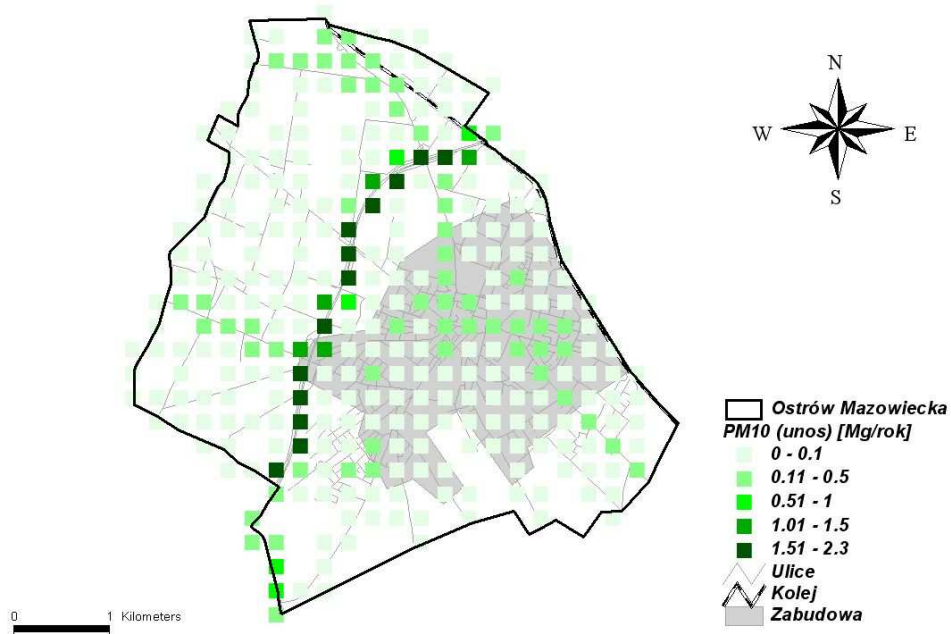 N
W E
S
Ostrów Mazowiecka
PM10 (unos) [Mg/rok]
0 - 0.1
0.11 - 0.5
0.51 - 1
1.01 - 1.5
1.51 - 2.3
Ulice
Kolej
Zabudowa
0 1 Kilometers